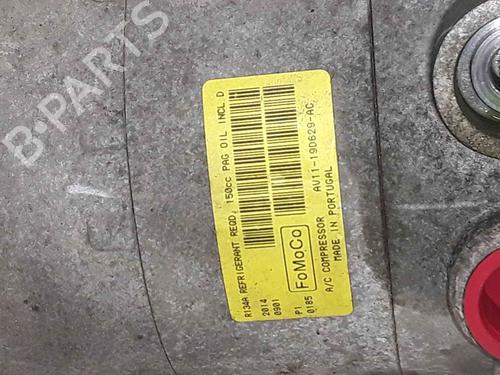 B-PARTS
R134A REFRIGERANT REQD, 150cc PAG OIL INCL.D
2014
0901
AV11-19D629-AC
P1
0185
FoMoCo
A/C COMPRESSOR
MADE IN PORTUGAL